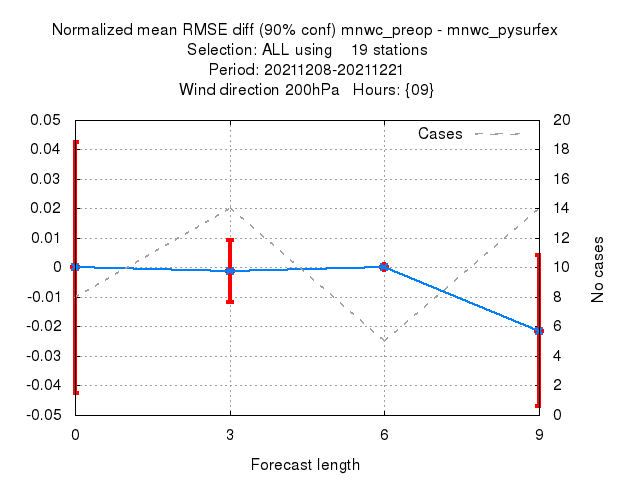 Normalized mean RMSE diff (90% conf) mnwc_preop - mnwc_pysurfex
Selection: ALL using 19 stations
Period: 20211208-20211221
Wind direction 200hPa Hours: {09}
0.05 20
Cases
0.04 18
0.03 16
0.02 14
0.01 12
0 10
-0.01 8
-0.02 6
-0.03 4
-0.04 2
-0.05 0
No cases
0 3 6 9
Forecast length